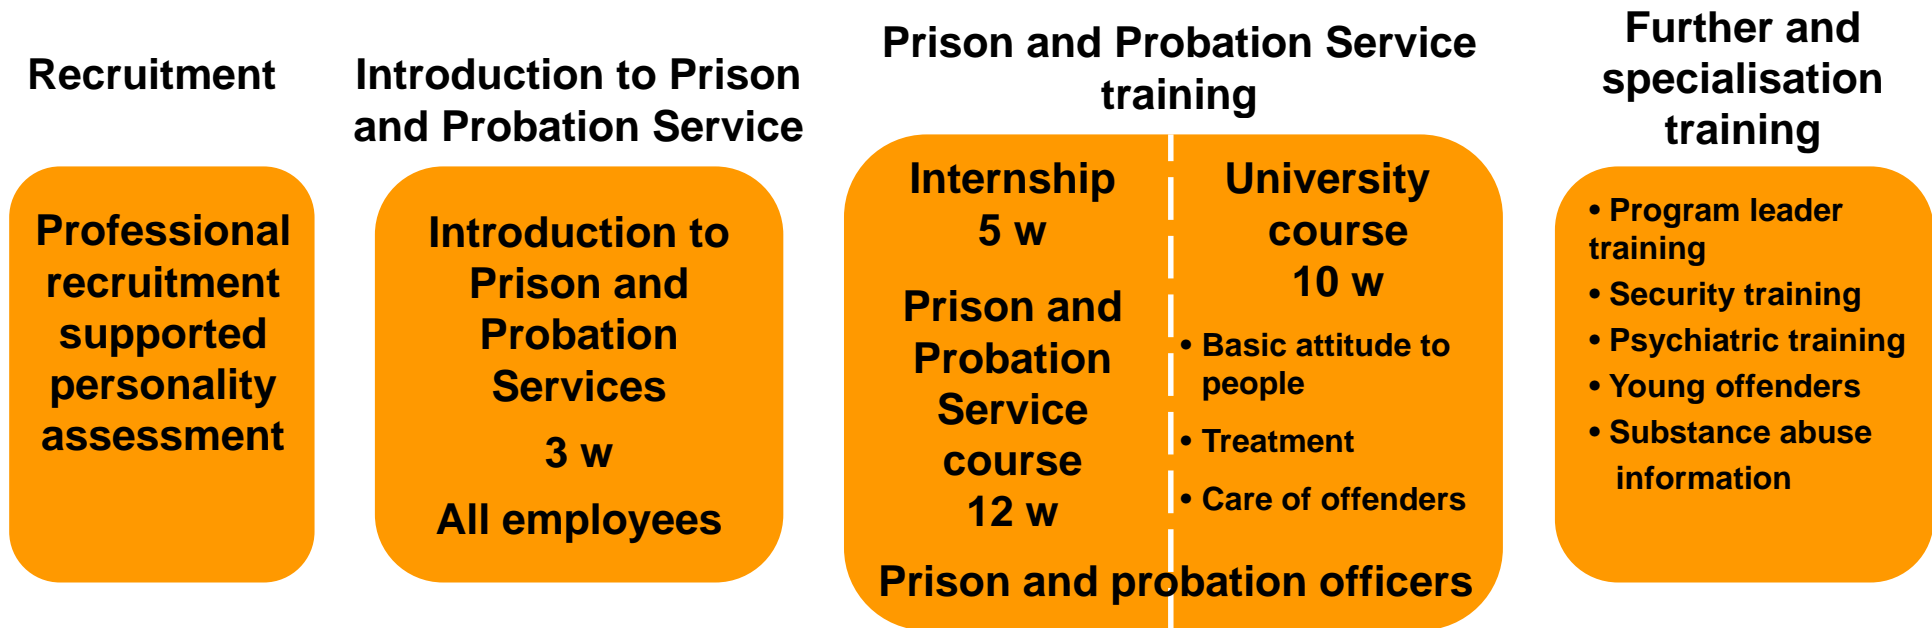 Recruitment
Professional
recruitment
supported
personality
assessment
Introduction to Prison
and Probation Service
Introduction to
Prison and
Probation
Services
3 w
All employees
Prison and Probation Service
training
Internship
5 w
Prison and
Probation
Service
course
12 w
University
course
10 w
• Basic attitude to
people
• Treatment
• Care of offenders
Prison and probation officers
Further and
specialisation
training
• Program leader
training
• Security training
• Psychiatric training
• Young offenders
• Substance abuse
information